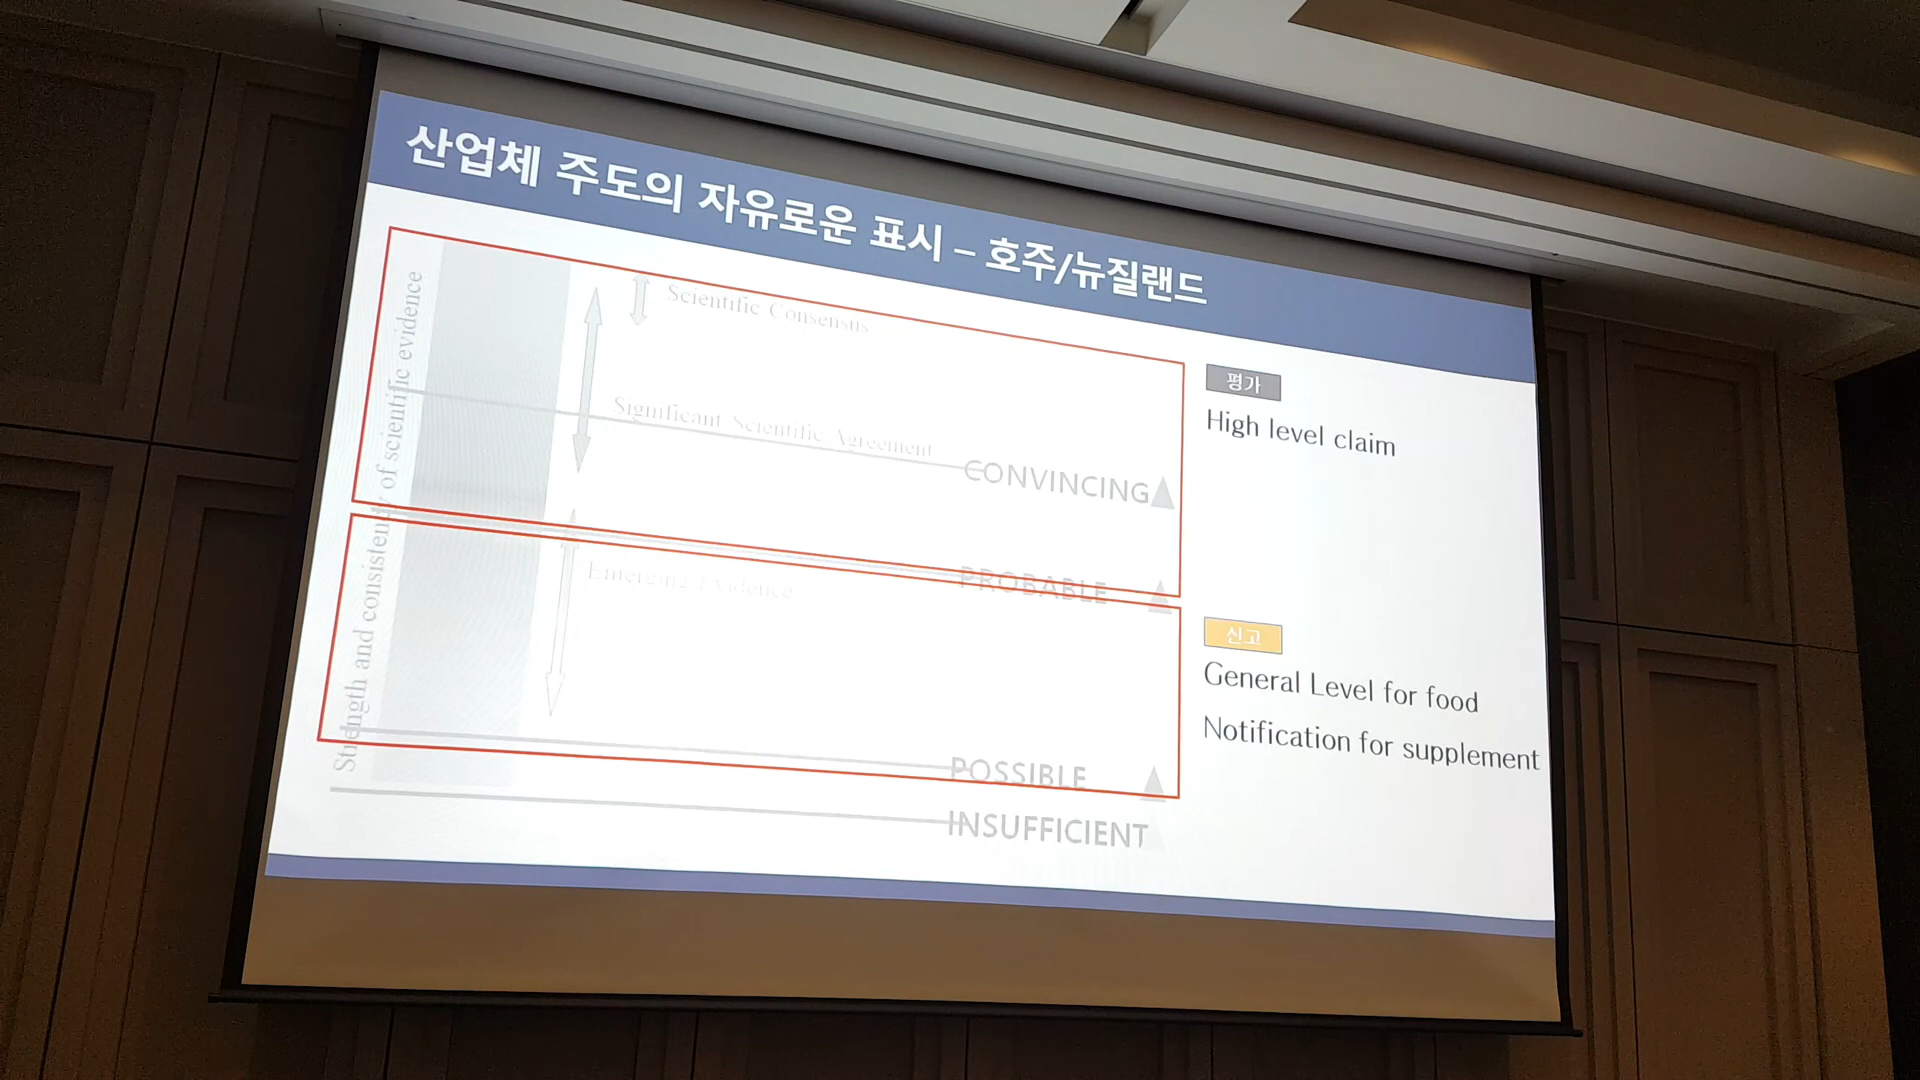 산업체 주도의 자유로운 표시 – 호주/뉴질랜드
Strength and consistency of scientific evidence
Scientific Consensus
Significant Scientific Agreement
CONVINCING
PROBABLE
Emerging Evidence
POSSIBLE
INSUFFICIENT
평가
High level claim
신고
General Level for food
Notification for supplement